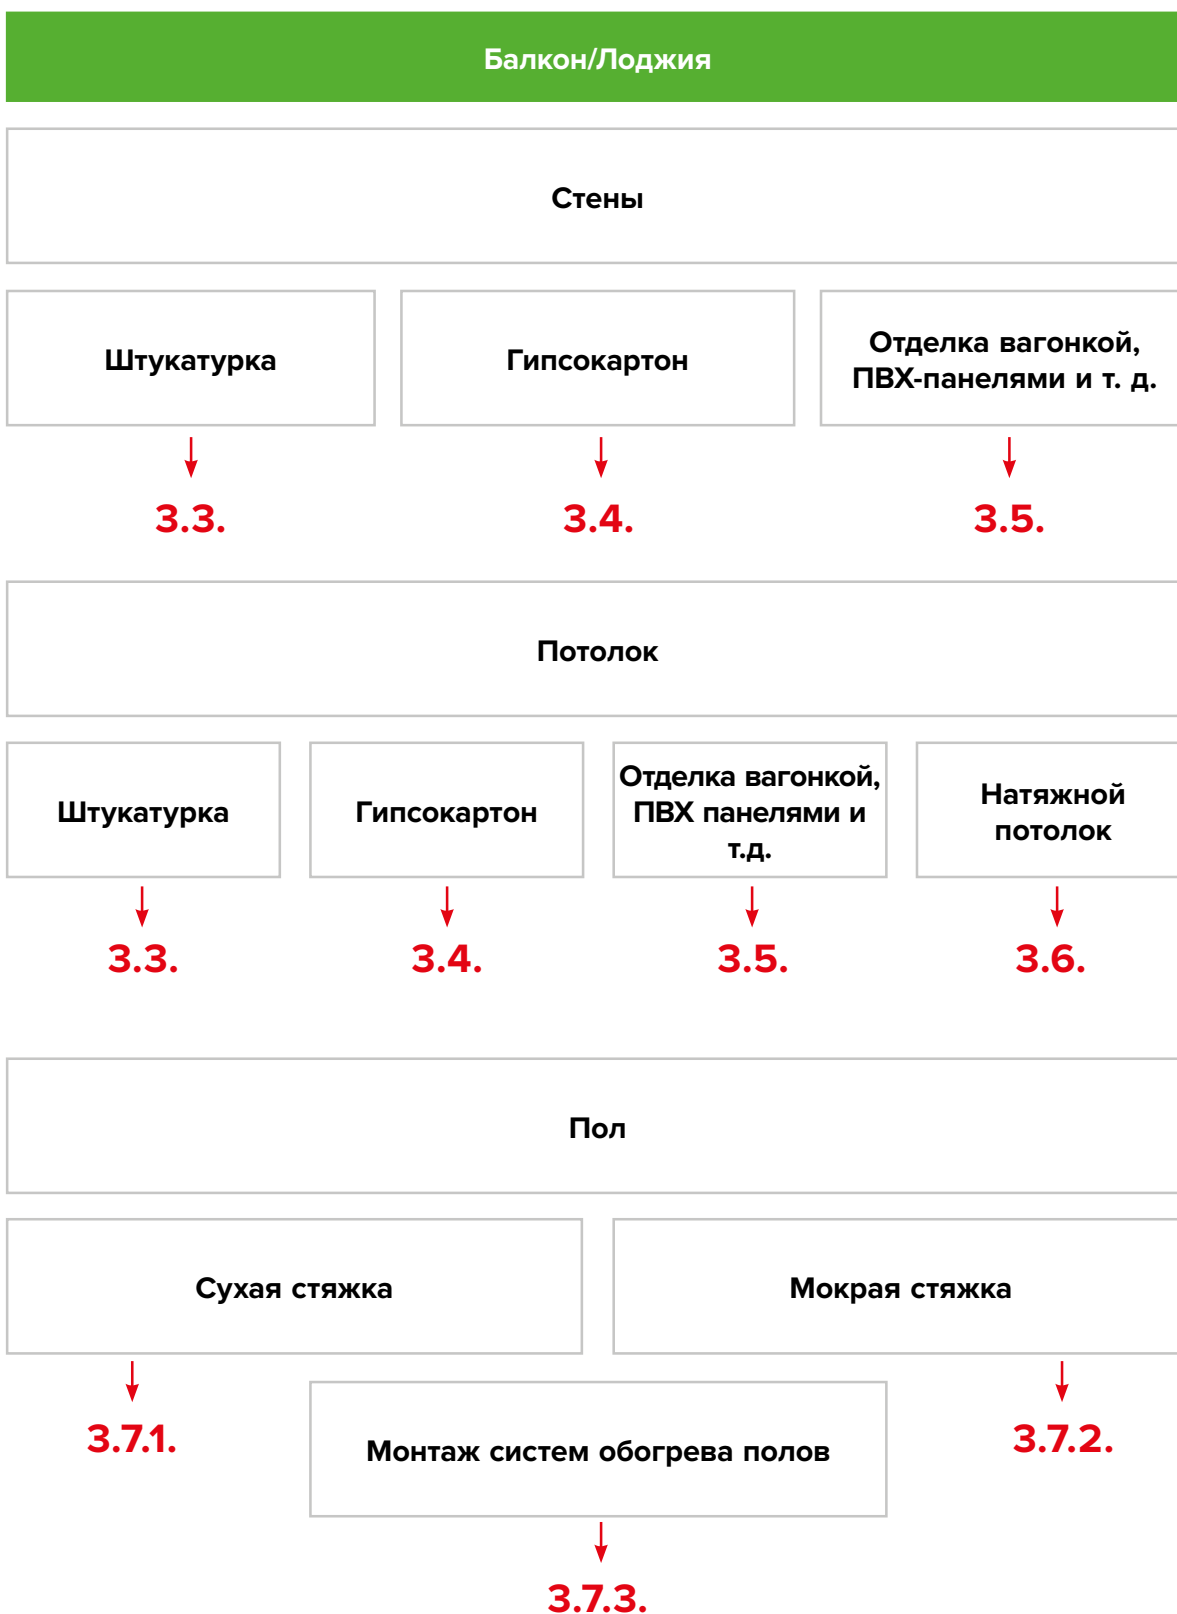 Балкон/Лоджия
Стены
Штукатурка
Гипсокартон
Отделка вагонкой,
ПВХ-панелями и т. д.
3.3.
3.4.
3.5.
Потолок
Штукатурка
Гипсокартон
Отделка вагонкой,
ПВХ панелями и
т.д.
Натяжной
потолок
3.3.
3.4.
3.5.
3.6.
Пол
Сухая стяжка
Мокрая стяжка
3.7.1.
Монтаж систем обогрева полов
3.7.2.
3.7.3.